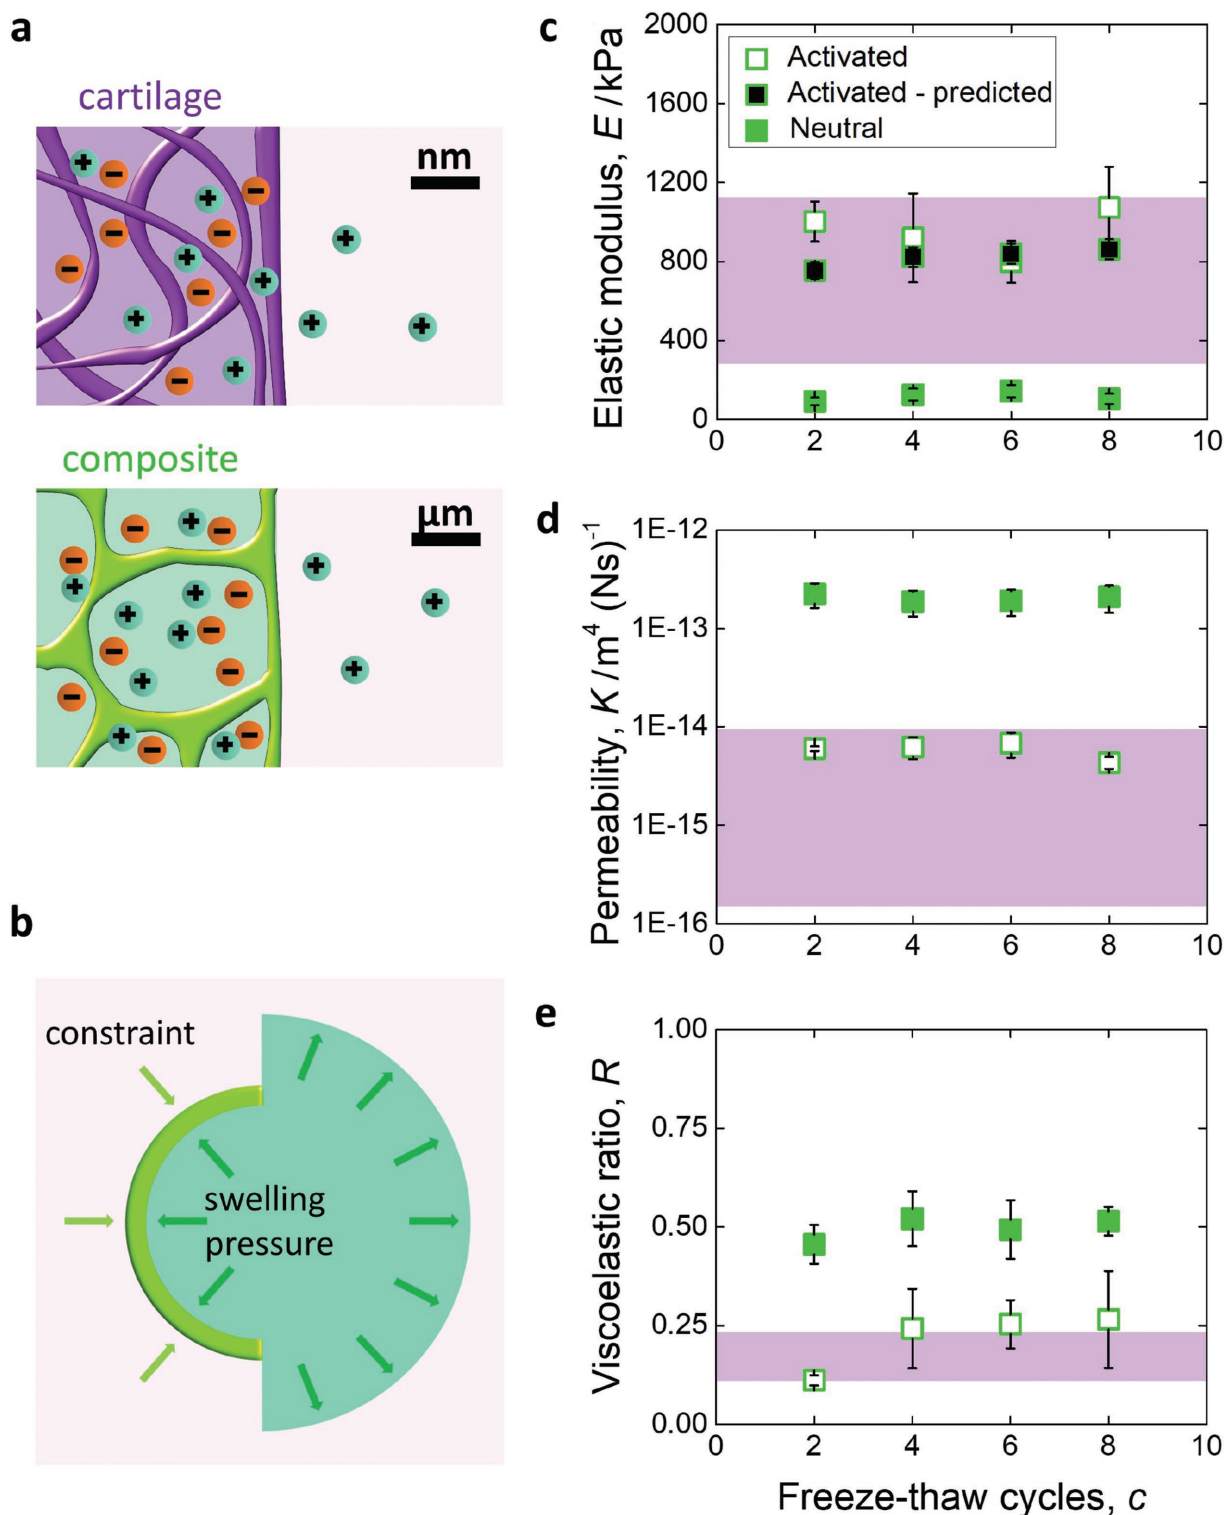 a
cartilage
nm
composite
μm
b
constraint
swelling
pressure
c
Elastic modulus, E /kPa
2000
1600
1200
800
400
0
Activated
Activated - predicted
Neutral
0 2 4 6 8 10
d
Permeability, K /m⁴ (Ns)⁻¹
1E-12
1E-13
1E-14
1E-15
1E-16
0 2 4 6 8 10
e
Viscoelastic ratio, R
1.00
0.75
0.50
0.25
0.00
0 2 4 6 8 10
Freeze-thaw cycles, c